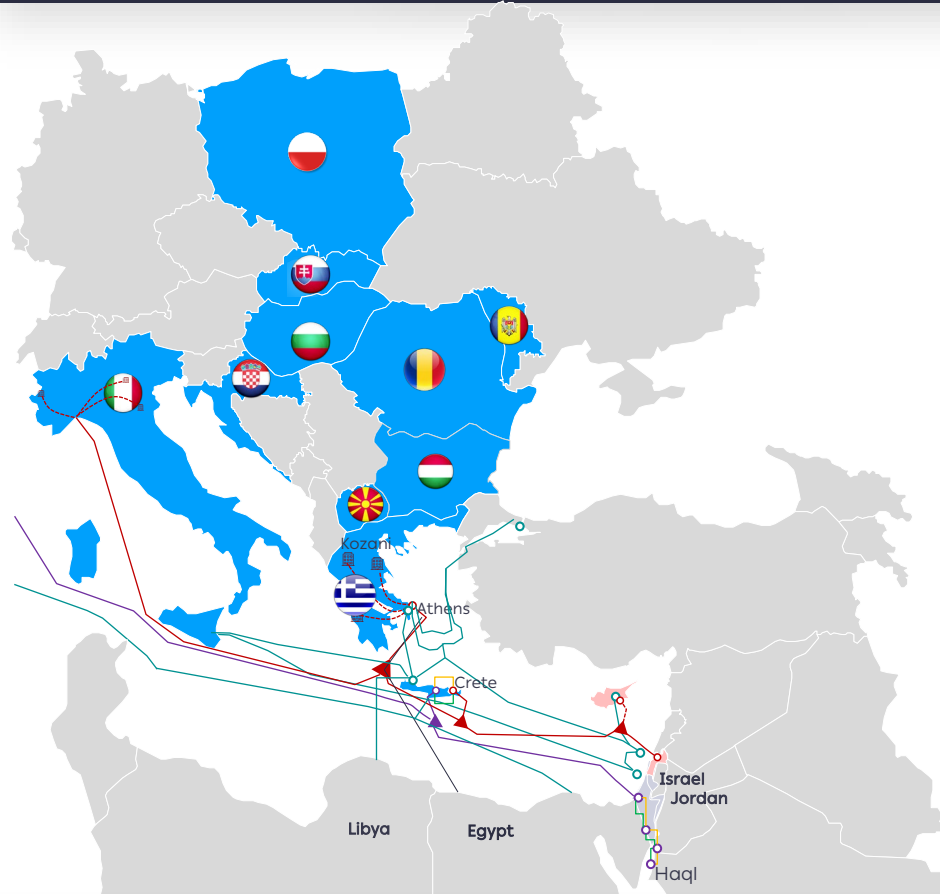 Kozani
Athens
Crete
Israel
Jordan
Libya
Egypt
Haql